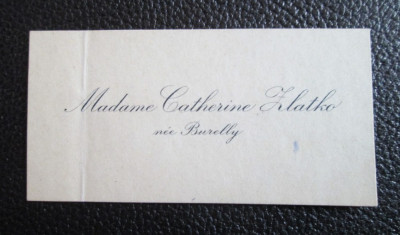 Madame Catherine Zlatko
née Burelly